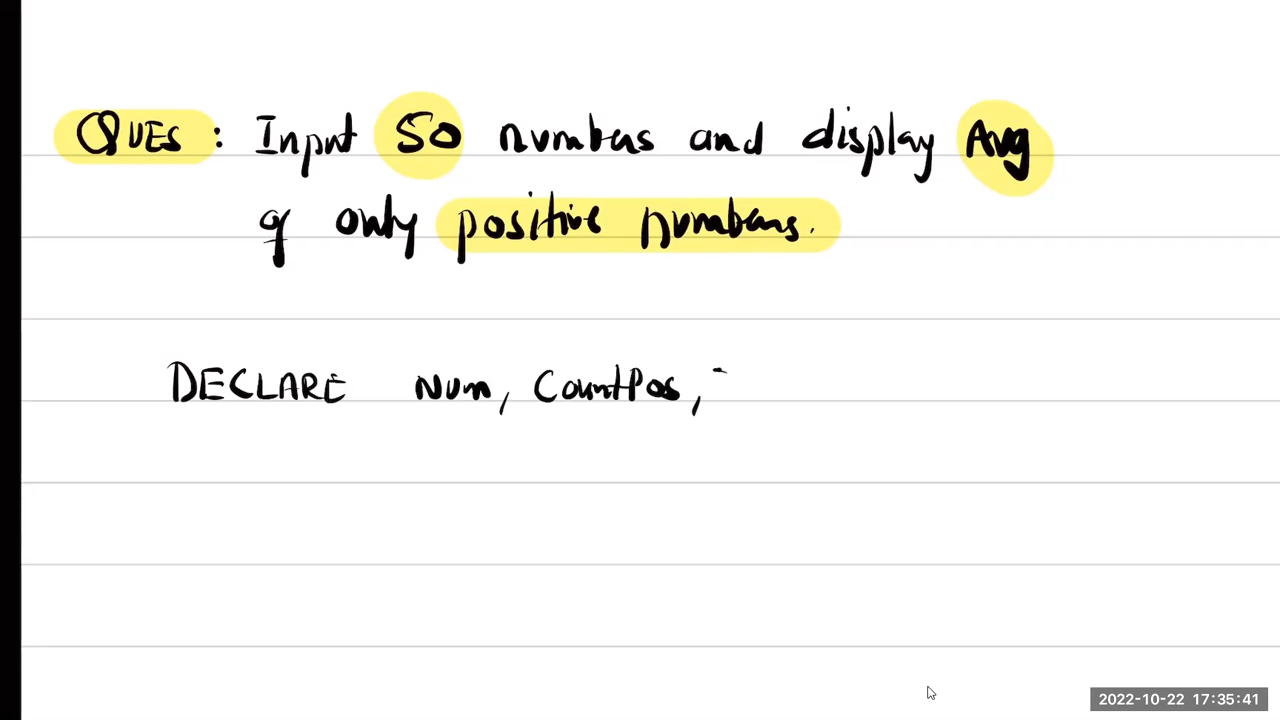 QUES : Input 50 numbers and display Avg
of only positive numbers.
DECLARE Num, CountPos,
2022-10-22 17:35:41